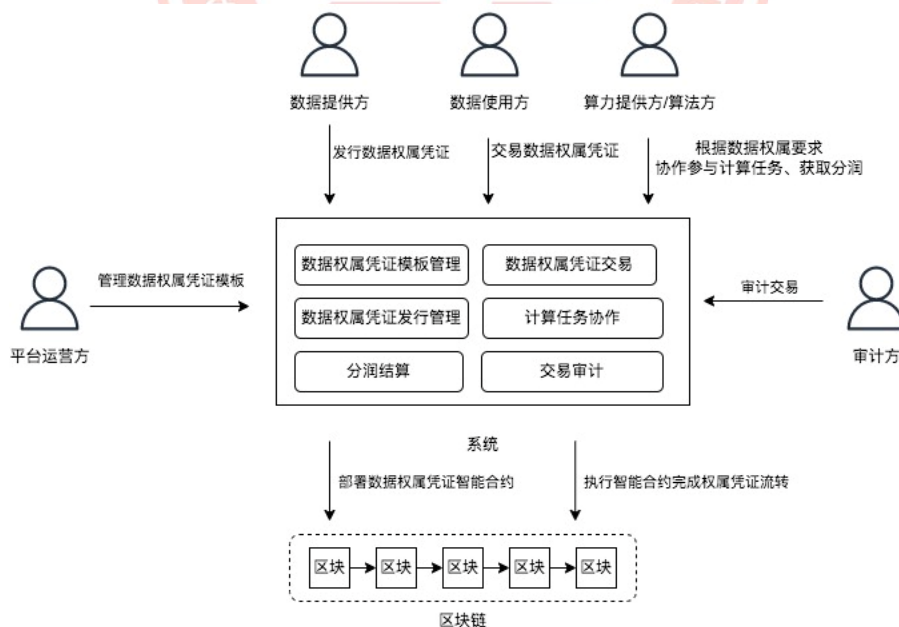 数据提供方
数据使用方
算力提供方/算法方
发行数据权属凭证
交易数据权属凭证
根据数据权属要求
协作参与计算任务、获取分润
管理数据权属凭证模板
平台运营方
数据权属凭证模板管理
数据权属凭证交易
数据权属凭证发行管理
计算任务协作
分润结算
交易审计
审计交易
审计方
系统
部署数据权属凭证智能合约
执行智能合约完成权属凭证流转
区块
区块
区块
区块
区块
区块链